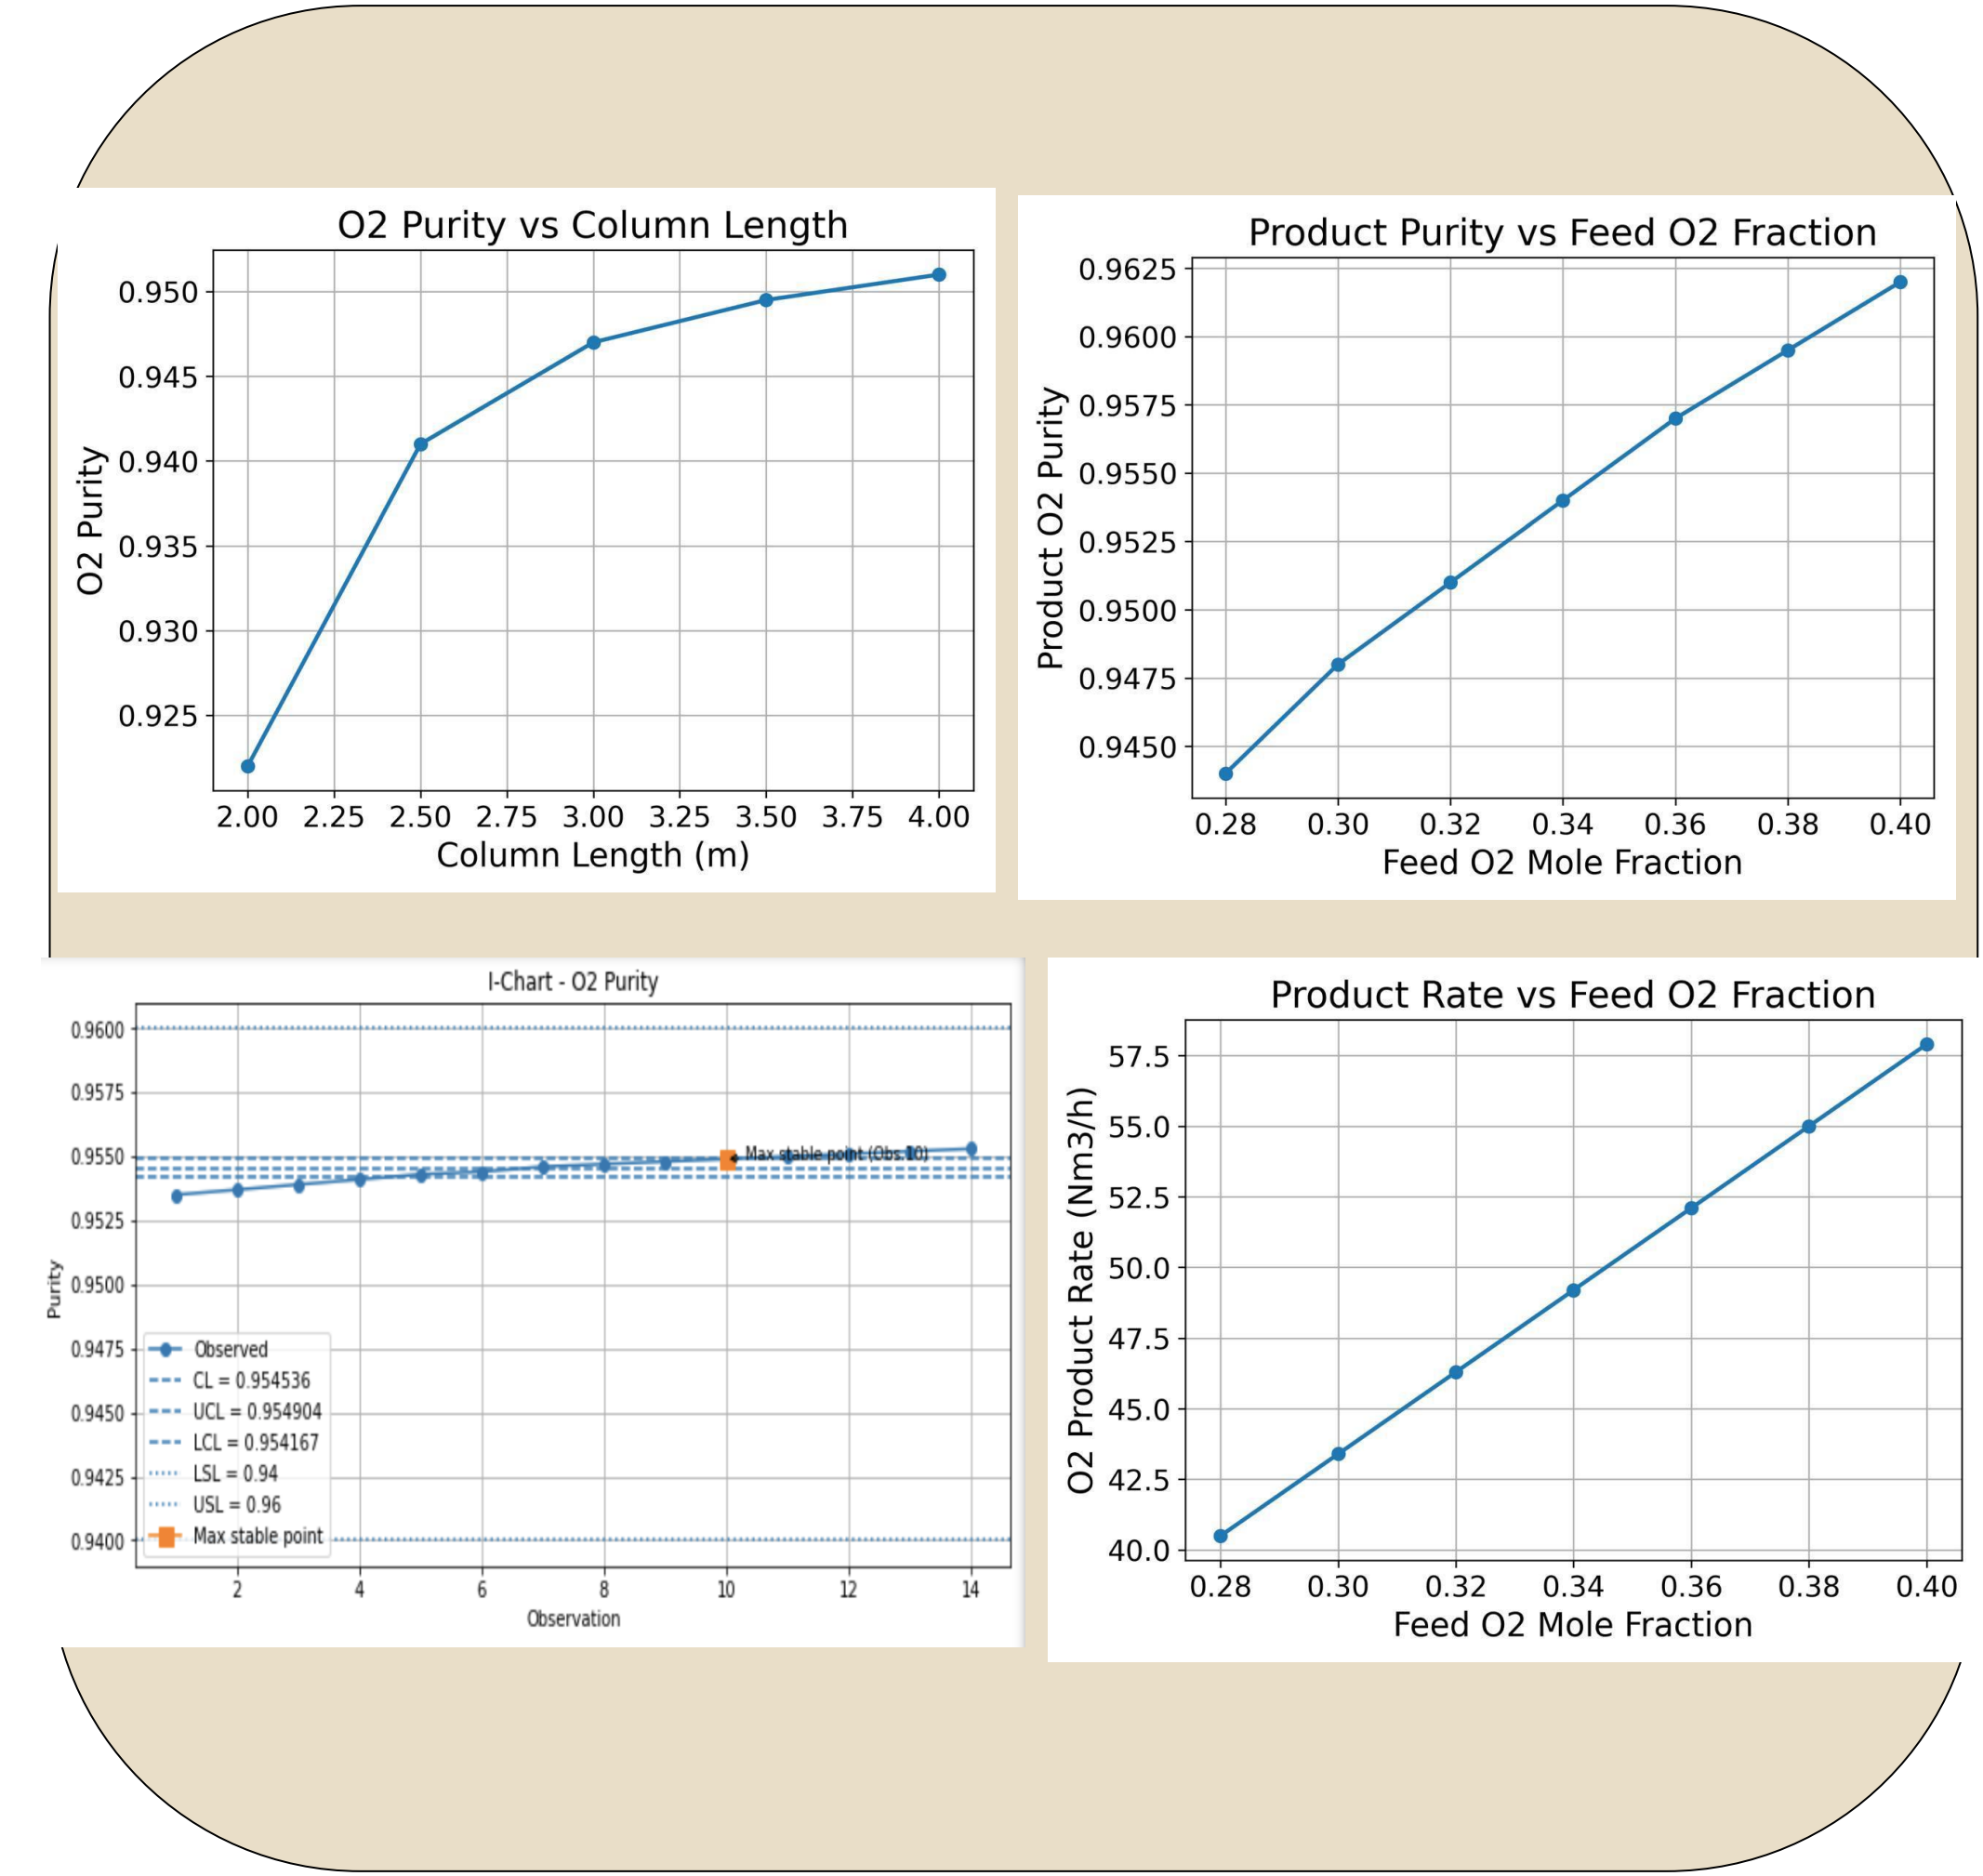 O2 Purity vs Column Length
O2 Purity
0.950
0.945
0.940
0.935
0.930
0.925
2.00 2.25 2.50 2.75 3.00 3.25 3.50 3.75 4.00
Column Length (m)
Product Purity vs Feed O2 Fraction
Product O2 Purity
0.9625
0.9600
0.9575
0.9550
0.9525
0.9500
0.9475
0.9450
0.28 0.30 0.32 0.34 0.36 0.38 0.40
Feed O2 Mole Fraction
I-Chart - O2 Purity
Purity
0.9600
0.9575
0.9550
0.9525
0.9500
0.9475
0.9450
0.9425
0.9400
Max stable point (Obs 10)
Observed
CL = 0.954536
UCL = 0.954904
LCL = 0.954167
LSL = 0.94
USL = 0.96
Max stable point
2 4 6 8 10 12 14
Observation
Product Rate vs Feed O2 Fraction
O2 Product Rate (Nm3/h)
57.5
55.0
52.5
50.0
47.5
45.0
42.5
40.0
0.28 0.30 0.32 0.34 0.36 0.38 0.40
Feed O2 Mole Fraction